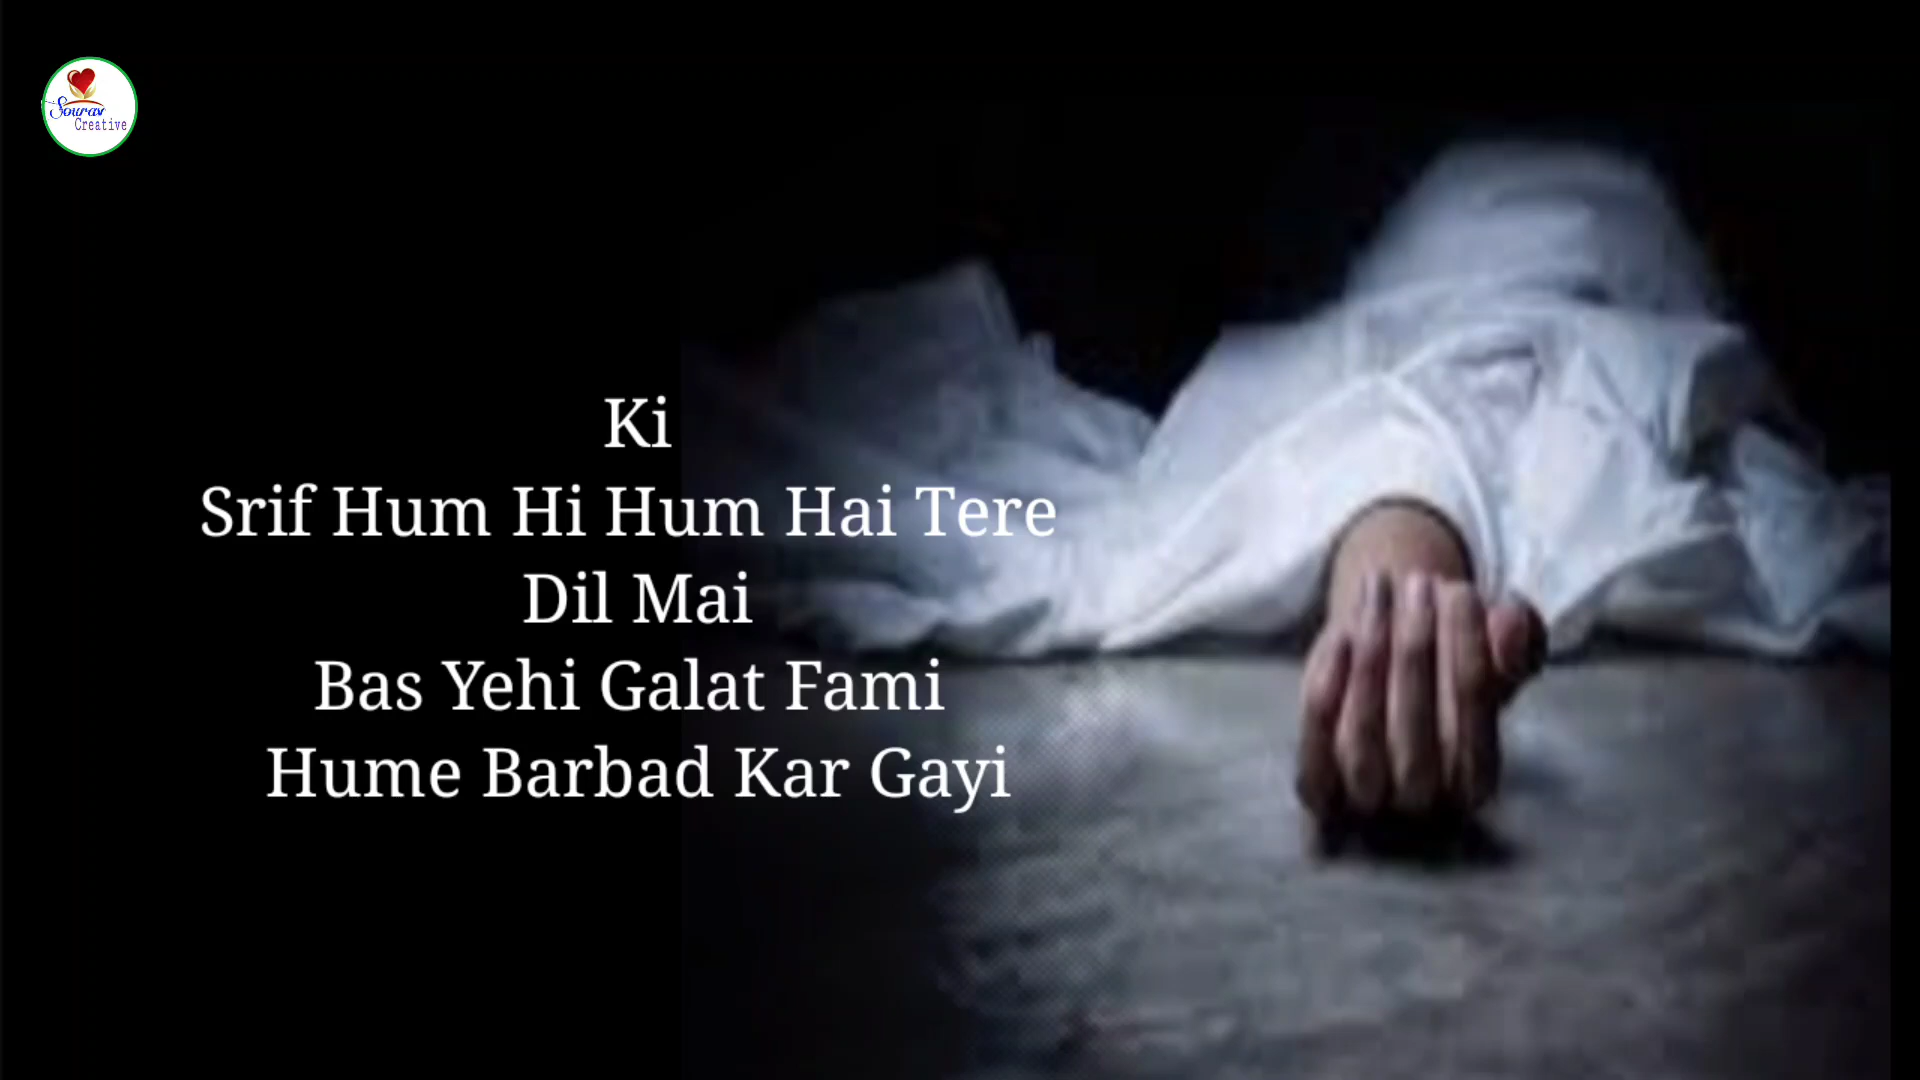 Sourav
Creative
Ki
Srif Hum Hi Hum Hai Tere
Dil Mai
Bas Yehi Galat Fami
Hume Barbad Kar Gayi